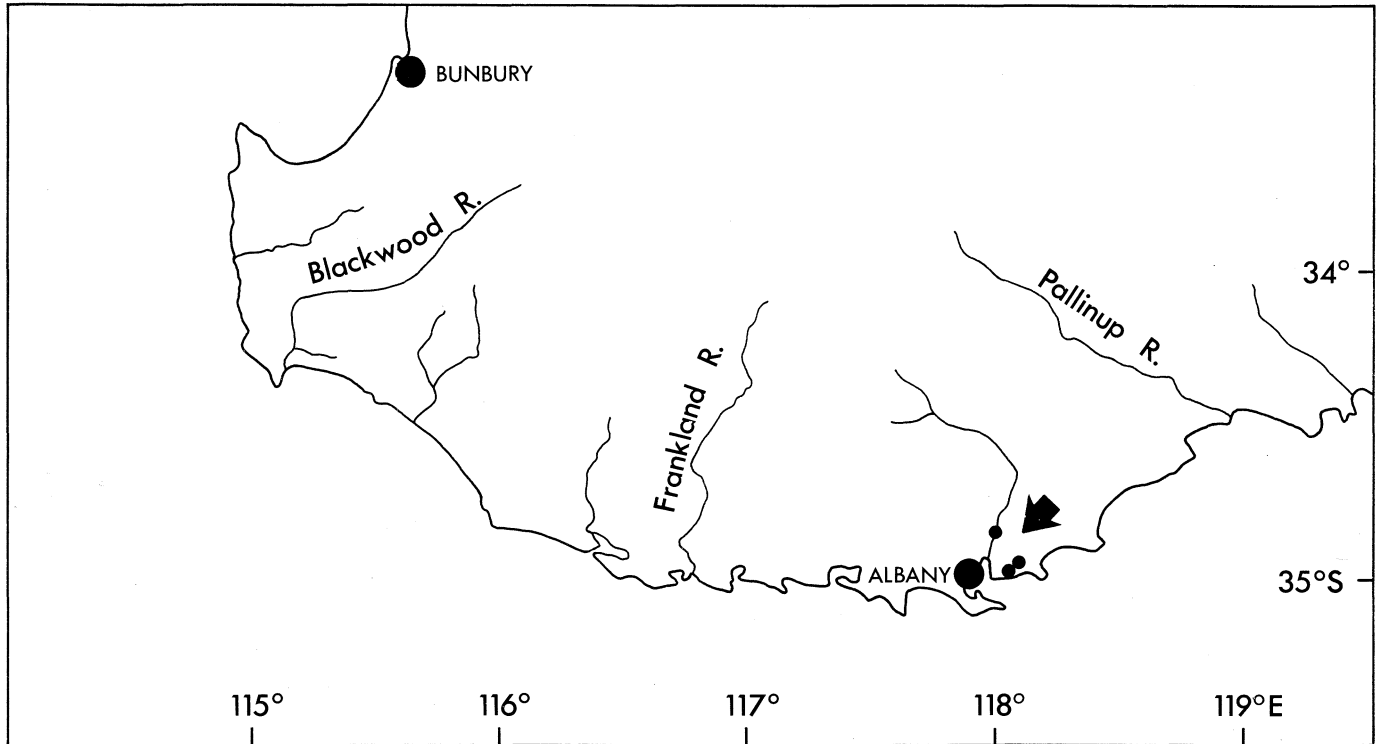 BUNBURY
Blackwood R.
34°
Pallinup R.
Frankland R.
ALBANY
35°S
115° 116° 117° 118° 119°E